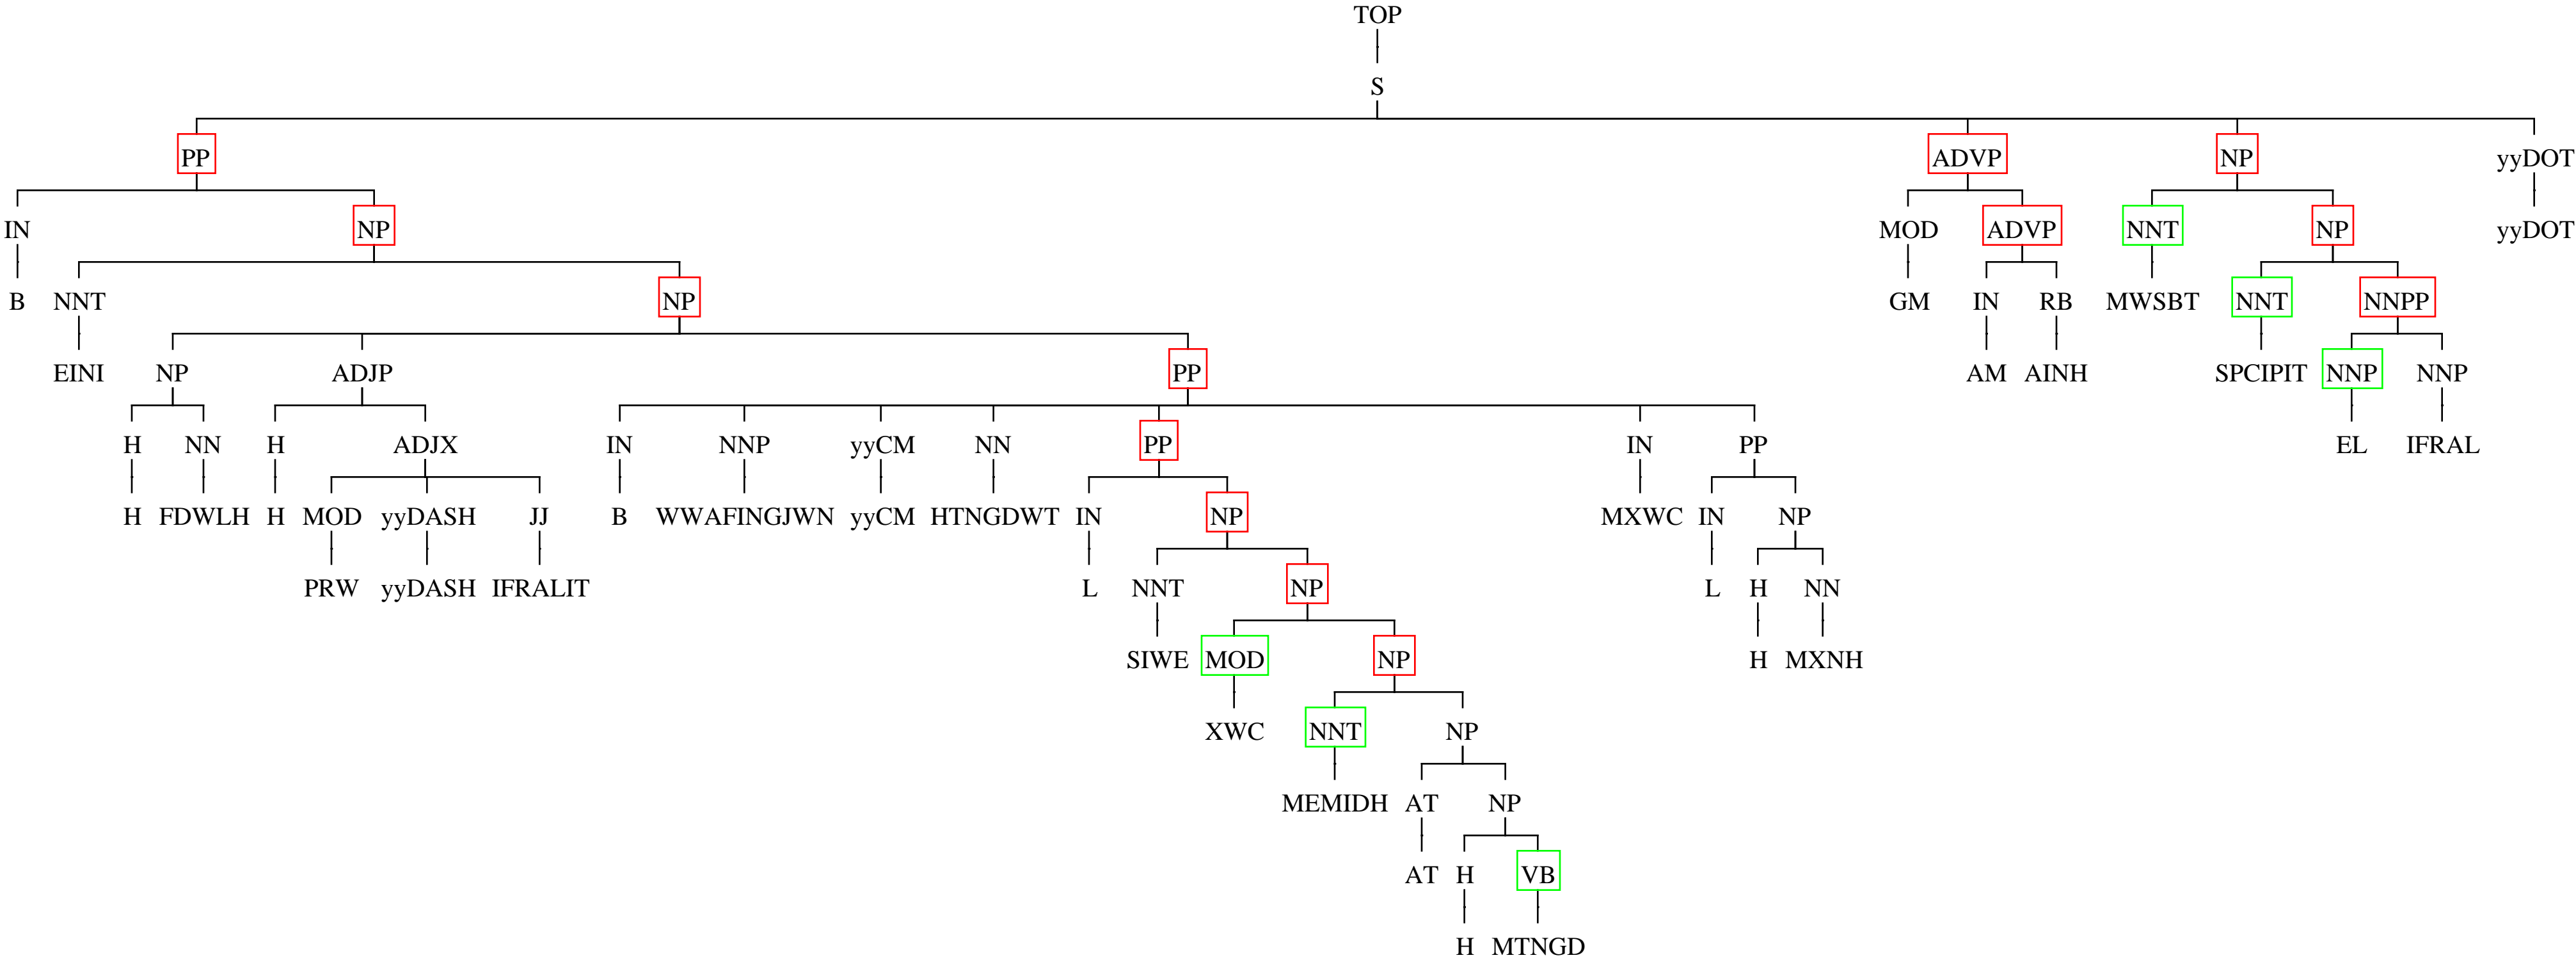 TOP
S
PP ADVP NP yyDOT
IN NP MOD ADVP NNT NP yyDOT
B NNT NP GM IN RB MWSBT NNT NNPP
EINI NP ADJP PP AM AINH SPCIPIT NNP NNP
H NN H ADJX IN NNP yyCM NN PP IN PP EL IFRAL
H FDWLH H MOD yyDASH JJ B WWAFINGJWN yyCM HTNGDWT IN NP MXWC IN NP
PRW yyDASH IFRALIT L NNT NP L H NN
SIWE MOD NP H MXNH
XWC NNT NP
MEMIDH AT NP
AT H VB
H MTNGD